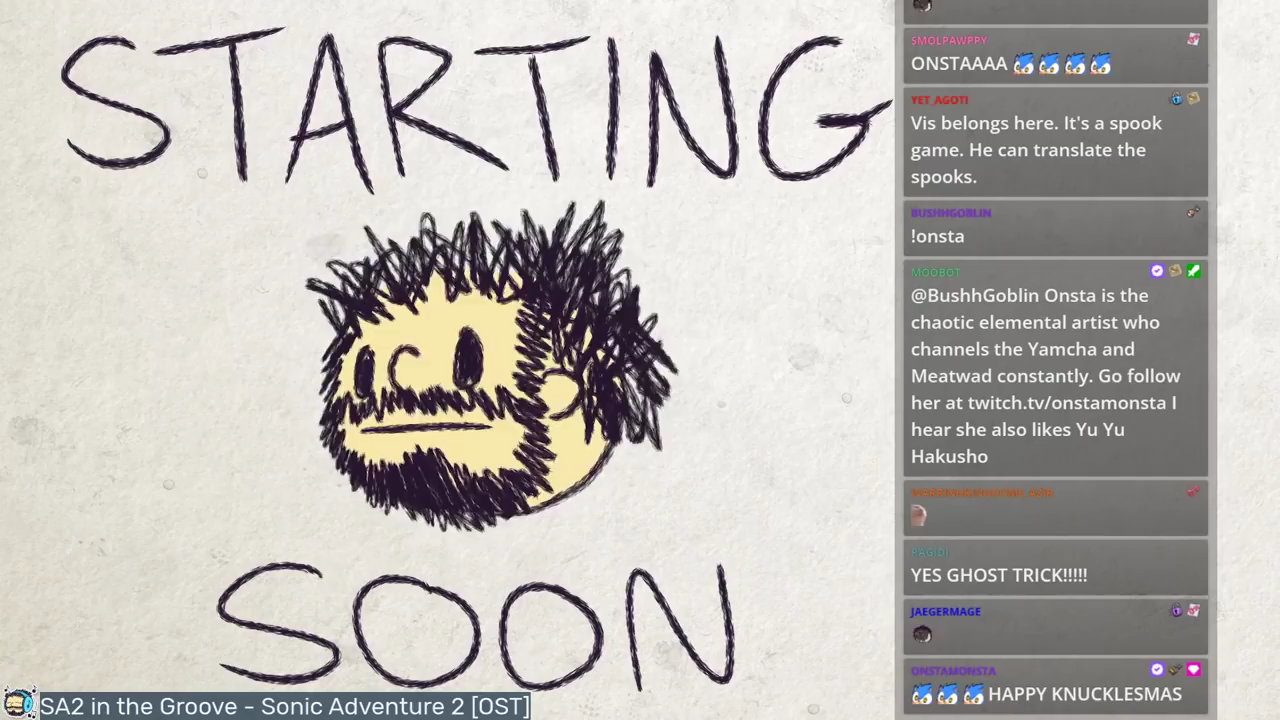 STARTING
SOON
SA2 in the Groove - Sonic Adventure 2 [OST]
SMOLPAWPPY
ONSTAAAA
YET_AGOTI
Vis belongs here. It's a spook
game. He can translate the
spooks.
BUSHHGOBLIN
!onsta
MOOBOT
@BushhGoblin Onsta is the
chaotic elemental artist who
channels the Yamcha and
Meatwad constantly. Go follow
her at twitch.tv/onstamonsta I
hear she also likes Yu Yu
Hakusho
YES GHOST TRICK!!!!!
JAEGERMAGE
ONSTAMONSTA
HAPPY KNUCKLESMAS